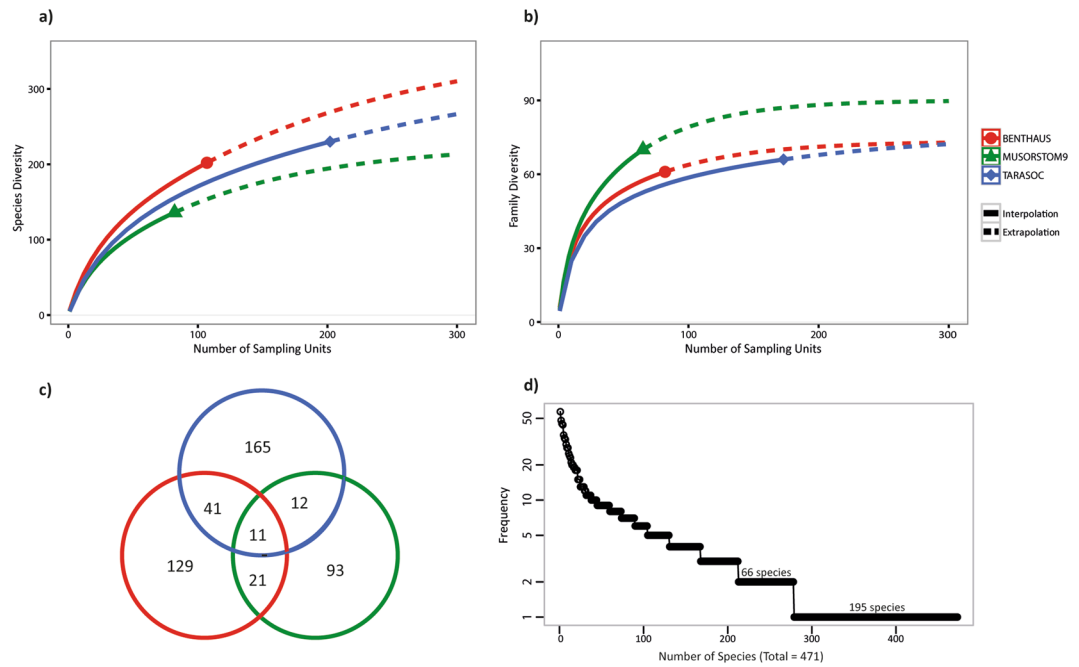 a)
Species Diversity
300
200
100
0
0 100 200 300
Number of Sampling Units
b)
Family Diversity
90
60
30
0
0 100 200 300
Number of Sampling Units
BENTHAUS
MUSORSTOM9
TARASOC
Interpolation
Extrapolation
c)
165
41
12
11
129
21
93
d)
Frequency
50
20
10
5
2
1
66 species
195 species
0 100 200 300 400
Number of Species (Total = 471)